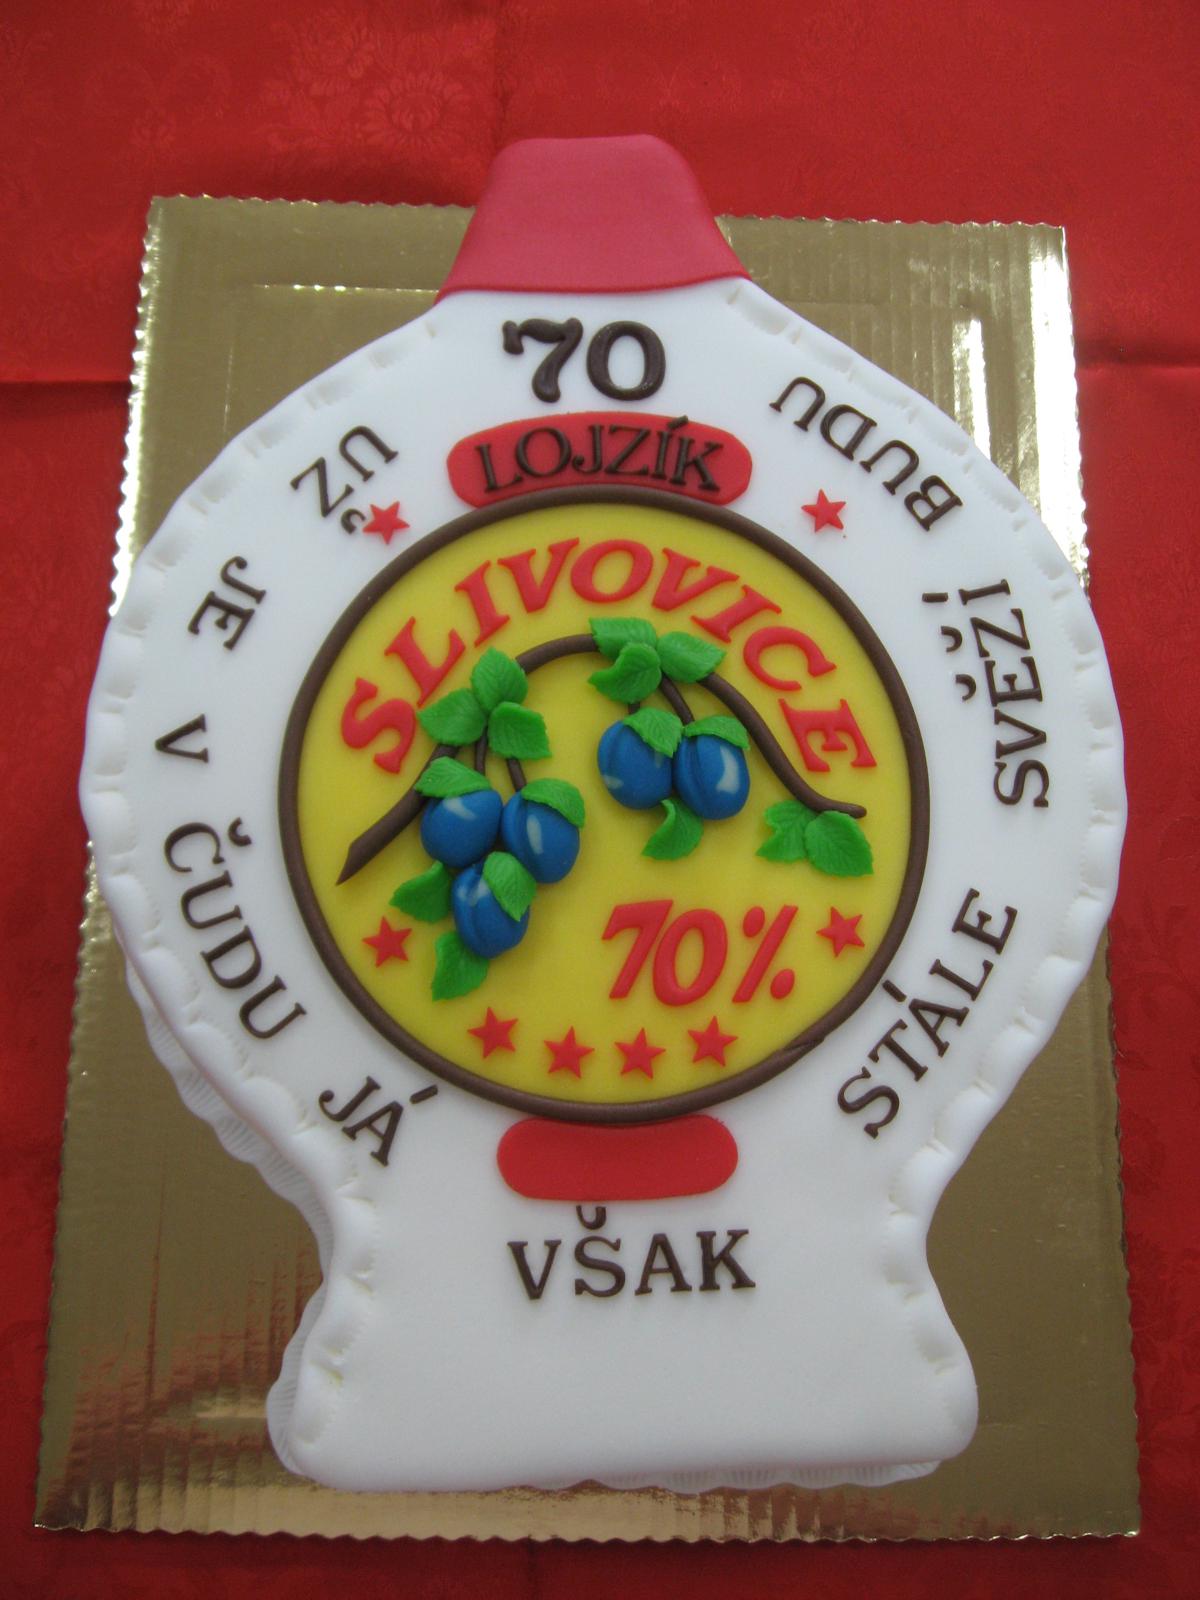 70
LOJZÍK
SLIVOVICE
70%
UŽ JE V ČUDU JÁ VŠAK STÁLE SVĚŽÍ BUDU